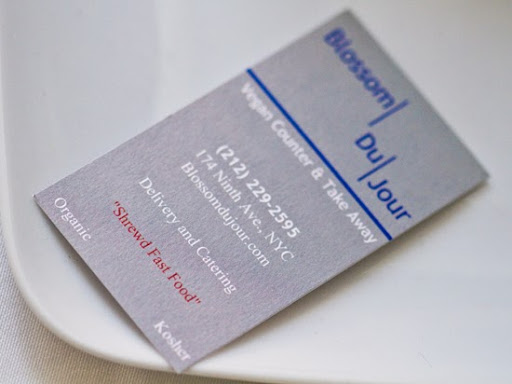 Blossom|
Du|
Jour
Vegan Counter & Take Away
(212) 229-2595
174 Ninth Ave., NYC
Blossomdujour.com
Delivery and Catering
"Shrewd Fast Food"
Organic
Kosher